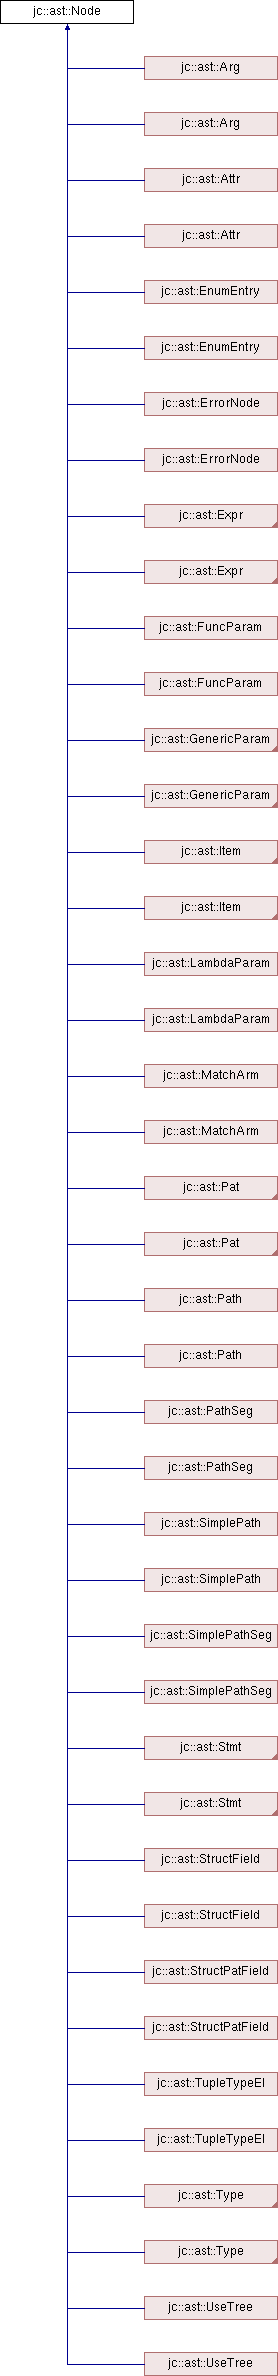 jc::ast::Node
jc::ast::Arg
jc::ast::Arg
jc::ast::Attr
jc::ast::Attr
jc::ast::EnumEntry
jc::ast::EnumEntry
jc::ast::ErrorNode
jc::ast::ErrorNode
jc::ast::Expr
jc::ast::Expr
jc::ast::FuncParam
jc::ast::FuncParam
jc::ast::GenericParam
jc::ast::GenericParam
jc::ast::Item
jc::ast::Item
jc::ast::LambdaParam
jc::ast::LambdaParam
jc::ast::MatchArm
jc::ast::MatchArm
jc::ast::Pat
jc::ast::Pat
jc::ast::Path
jc::ast::Path
jc::ast::PathSeg
jc::ast::PathSeg
jc::ast::SimplePath
jc::ast::SimplePath
jc::ast::SimplePathSeg
jc::ast::SimplePathSeg
jc::ast::Stmt
jc::ast::Stmt
jc::ast::StructField
jc::ast::StructField
jc::ast::StructPatField
jc::ast::StructPatField
jc::ast::TupleTypeEl
jc::ast::TupleTypeEl
jc::ast::Type
jc::ast::Type
jc::ast::UseTree
jc::ast::UseTree